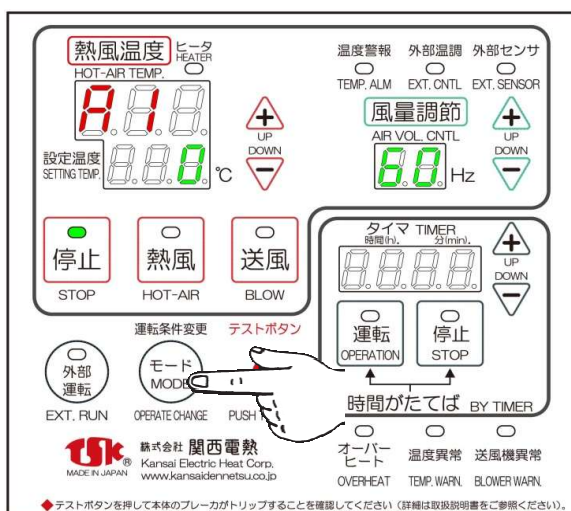 熱風温度
ヒータ
HEATER
HOT-AIR TEMP.
A1
設定温度
SETTING TEMP.
0
℃
UP
DOWN
温度警報
TEMP. ALM
外部温調
EXT. CNTL
外部センサ
EXT. SENSOR
風量調節
AIR VOL. CNTL
60
Hz
UP
DOWN
停止
STOP
熱風
HOT-AIR
送風
BLOW
タイマ TIMER
時間(h). 分(min).
UP
DOWN
運転
OPERATION
停止
STOP
時間がたてば BY TIMER
外部
運転
EXT. RUN
運転条件変更
モード
MODE
OPERATE CHANGE
テストボタン
PUSH
オーバー
ヒート
OVERHEAT
温度異常
TEMP. WARN.
送風機異常
BLOWER WARN.
TSK®
MADE IN JAPAN
株式会社 関西電熱
Kansai Electric Heat Corp.
www.kansaidennetsu.co.jp
◆テストボタンを押して本体のブレーカがトリップすることを確認してください(詳細は取扱説明書をご参照ください)。